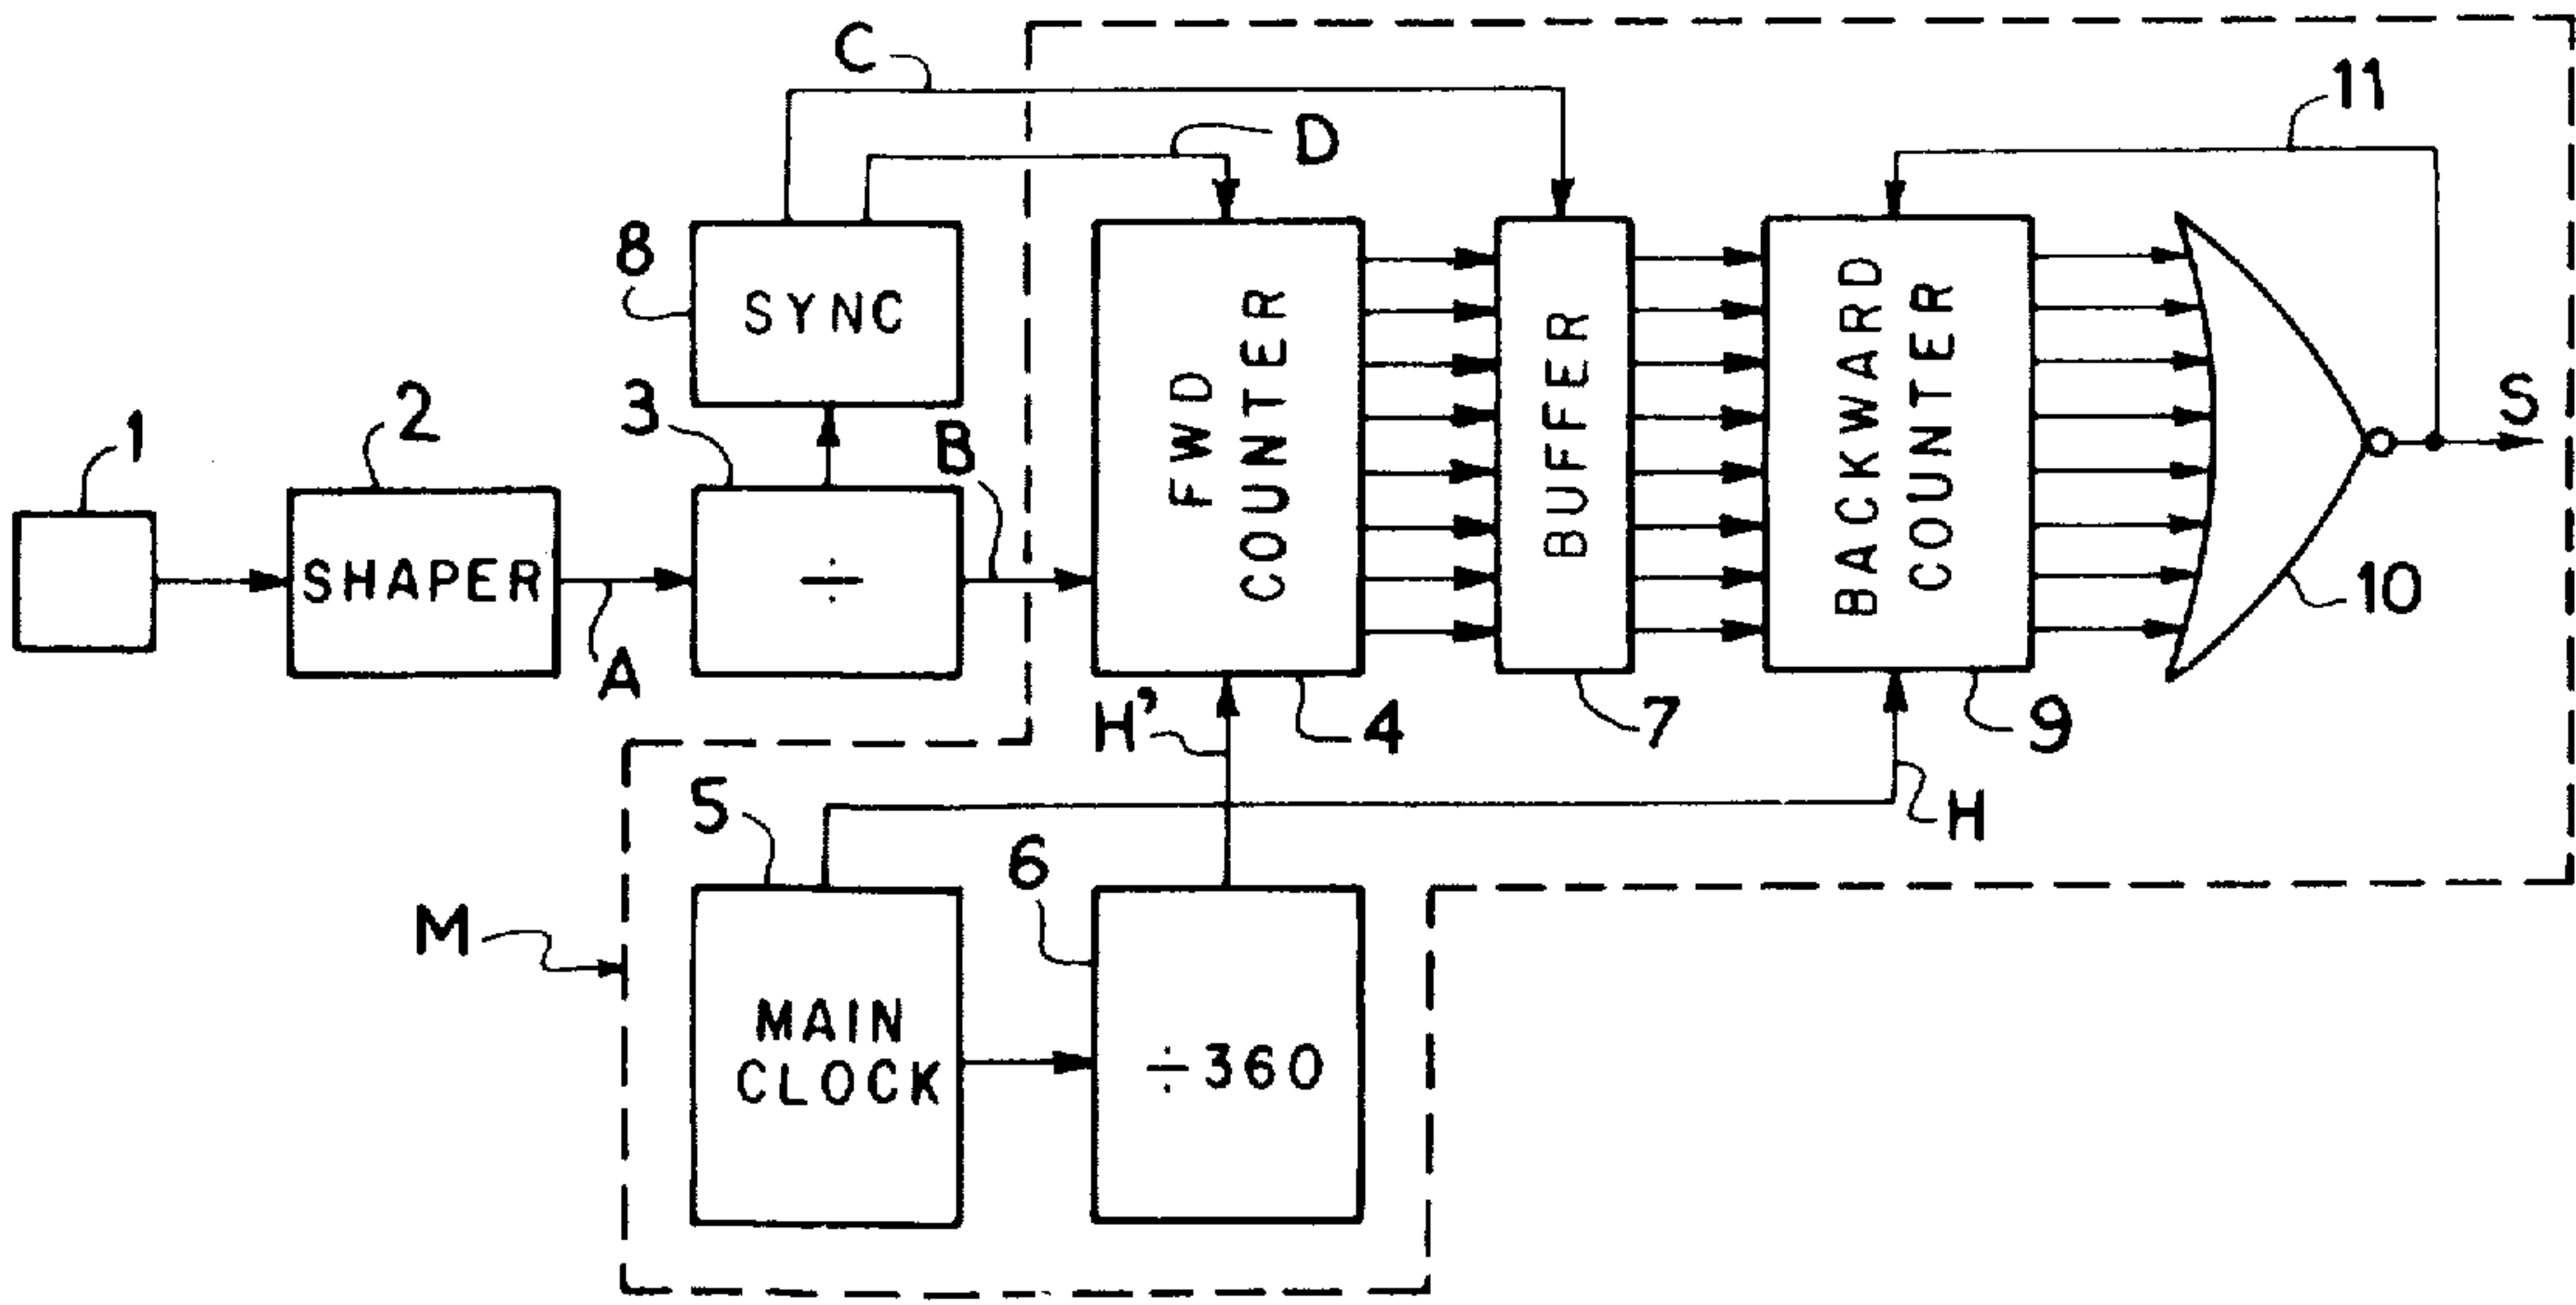 C
D
11
8
SYNC
FWD
COUNTER
BUFFER
BACKWARD
COUNTER
S
1
2
3
B
SHAPER
÷
A
10
H'
4
7
9
5
H
6
M
MAIN
CLOCK
÷360